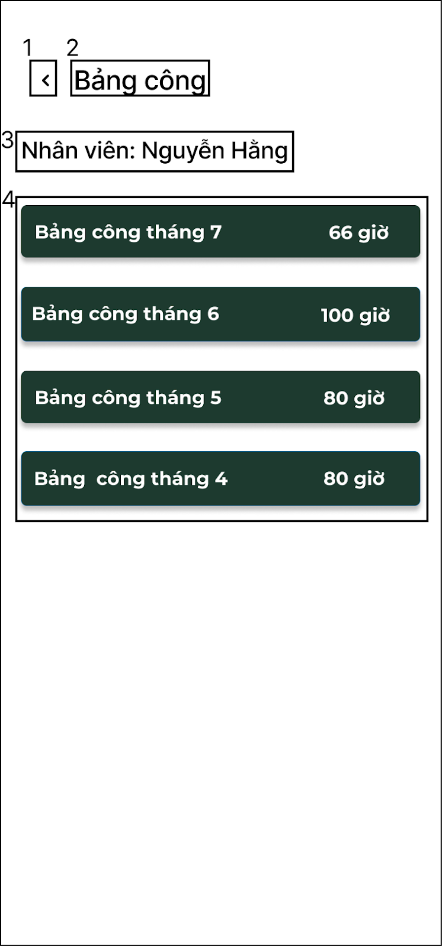 1 2
< Bảng công
3 Nhân viên: Nguyễn Hằng
4
Bảng công tháng 7 66 giờ
Bảng công tháng 6 100 giờ
Bảng công tháng 5 80 giờ
Bảng công tháng 4 80 giờ